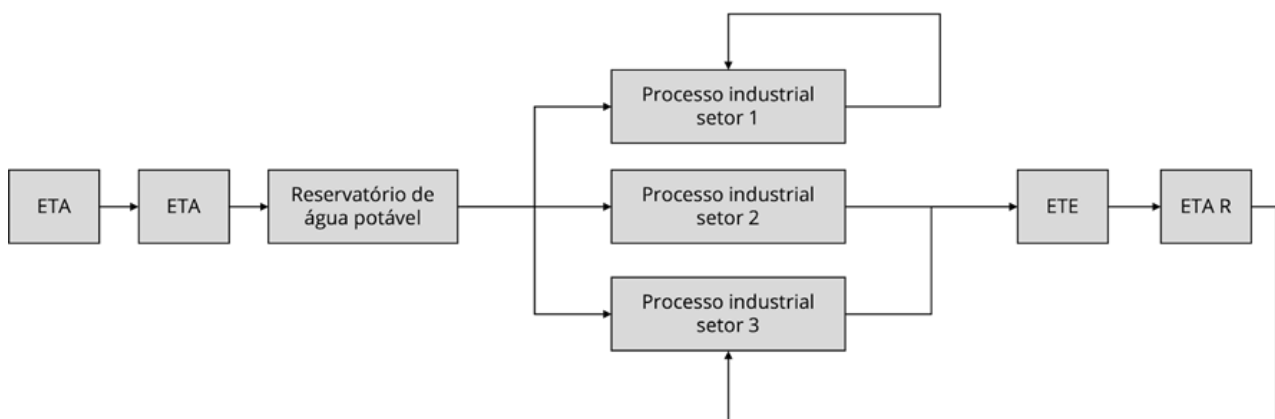 Processo industrial
setor 1
ETA
ETA
Reservatório de
água potável
Processo industrial
setor 2
ETE
ETA R
Processo industrial
setor 3